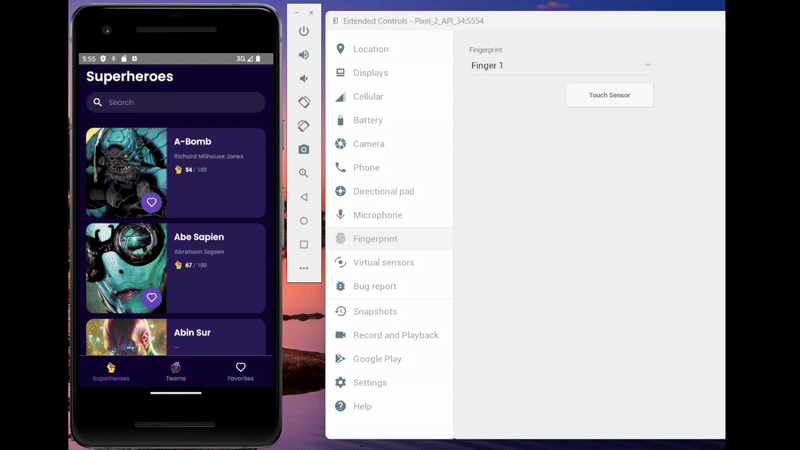 5:55
3G
Superheroes
Search
A-Bomb
Richard Milhouse Jones
54 / 100
Abe Sapien
Abraham Sapien
67 / 100
Abin Sur
–
Superheroes
Teams
Favorites
Extended Controls - Pixel_2_API_34:5554
Location
Displays
Cellular
Battery
Camera
Phone
Directional pad
Microphone
Fingerprint
Virtual sensors
Bug report
Snapshots
Record and Playback
Google Play
Settings
Help
Fingerprint
Finger 1
Touch Sensor